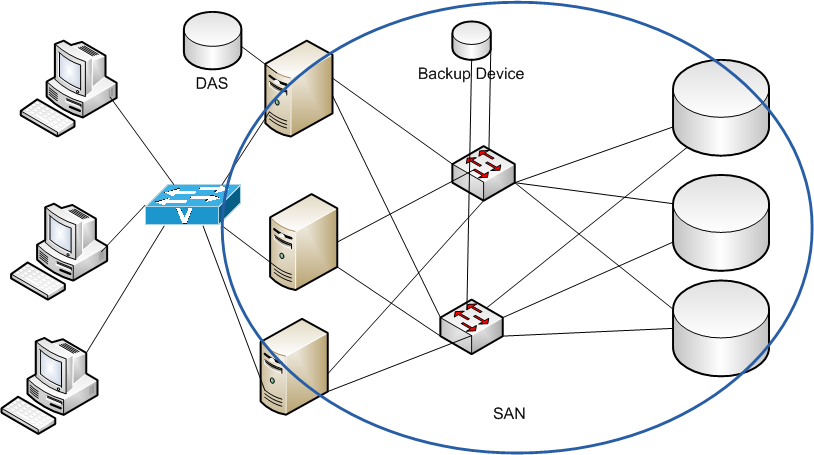 DAS
Backup Device
V
SAN